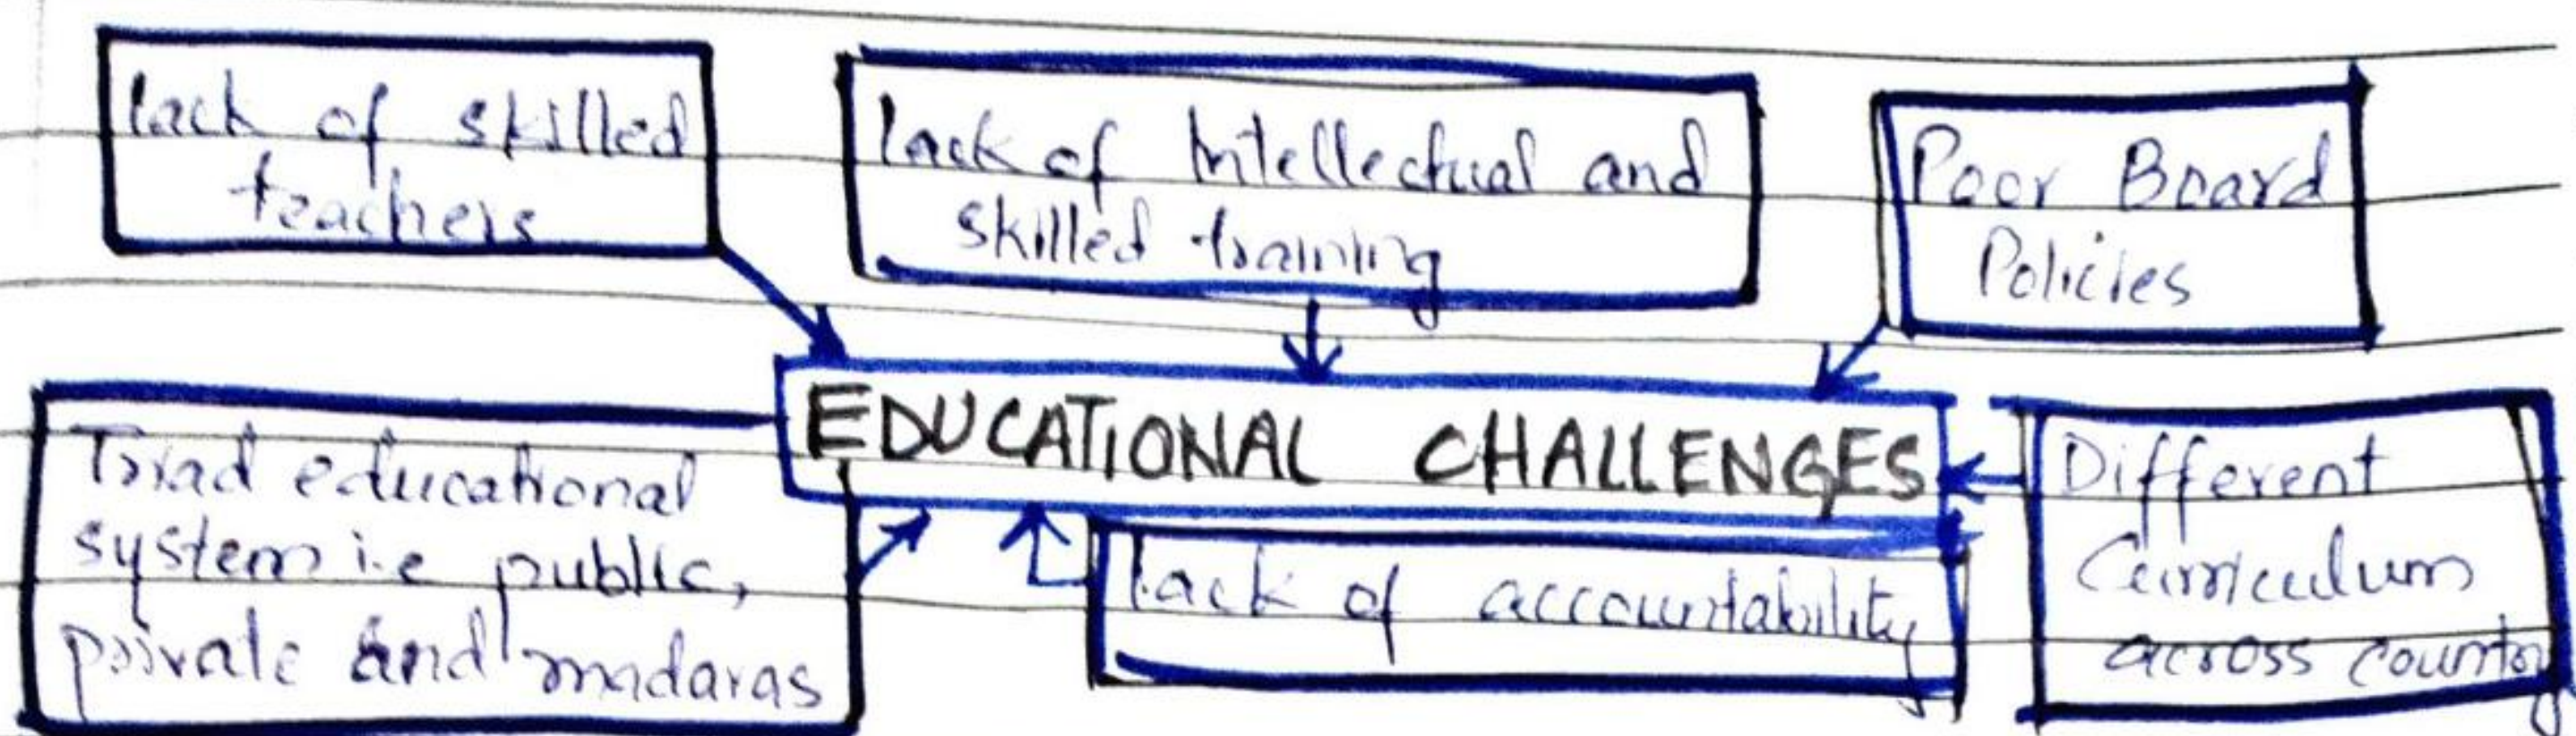 lack of skilled
teachers
lack of Intellectual and
skilled training
Poor Board
Policies
EDUCATIONAL CHALLENGES
Triad educational
system i.e public,
private and madaras
lack of accountability
Different
Curriculum
across country